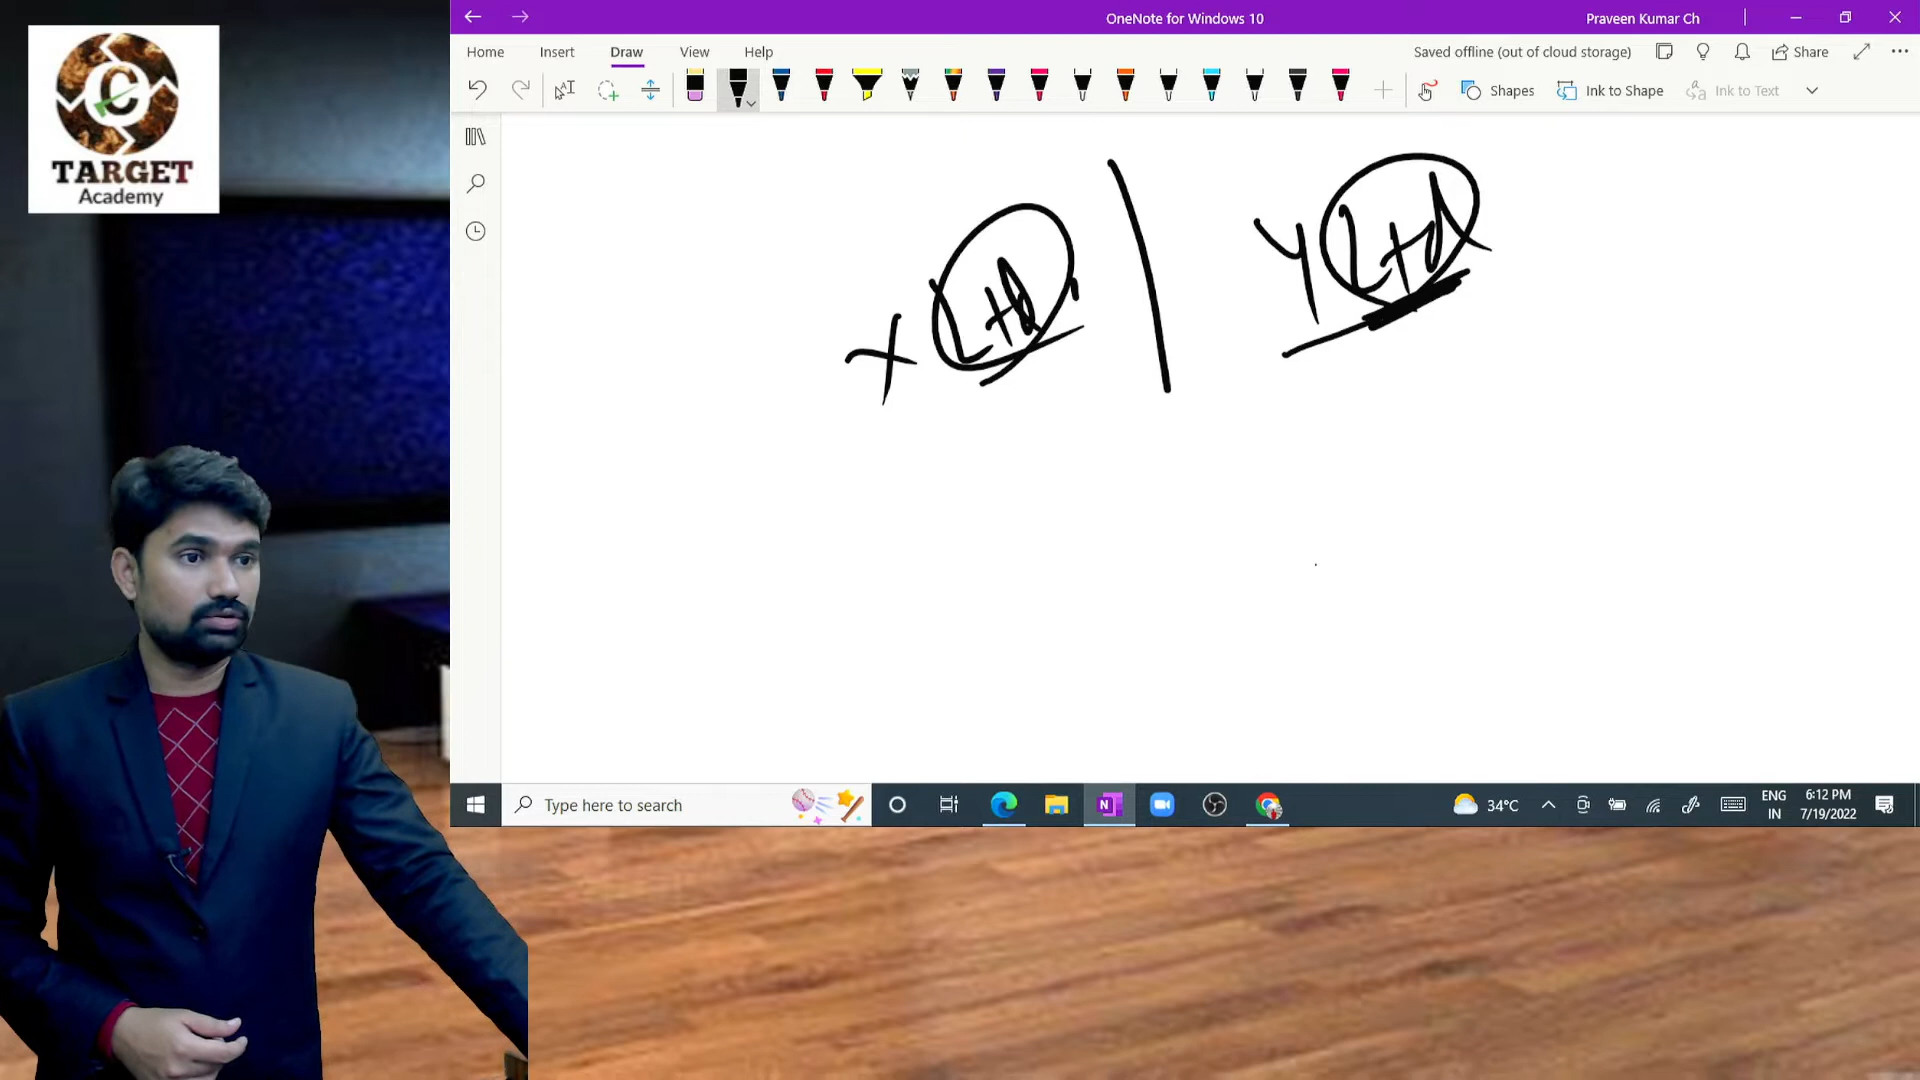 C
TARGET
Academy
OneNote for Windows 10
Praveen Kumar Ch
Home Insert Draw View Help
Saved offline (out of cloud storage)
Share
Shapes
Ink to Shape
Ink to Text
X Ltd.
Y Ltd
Type here to search
N
34°C
ENG
IN
6:12 PM
7/19/2022